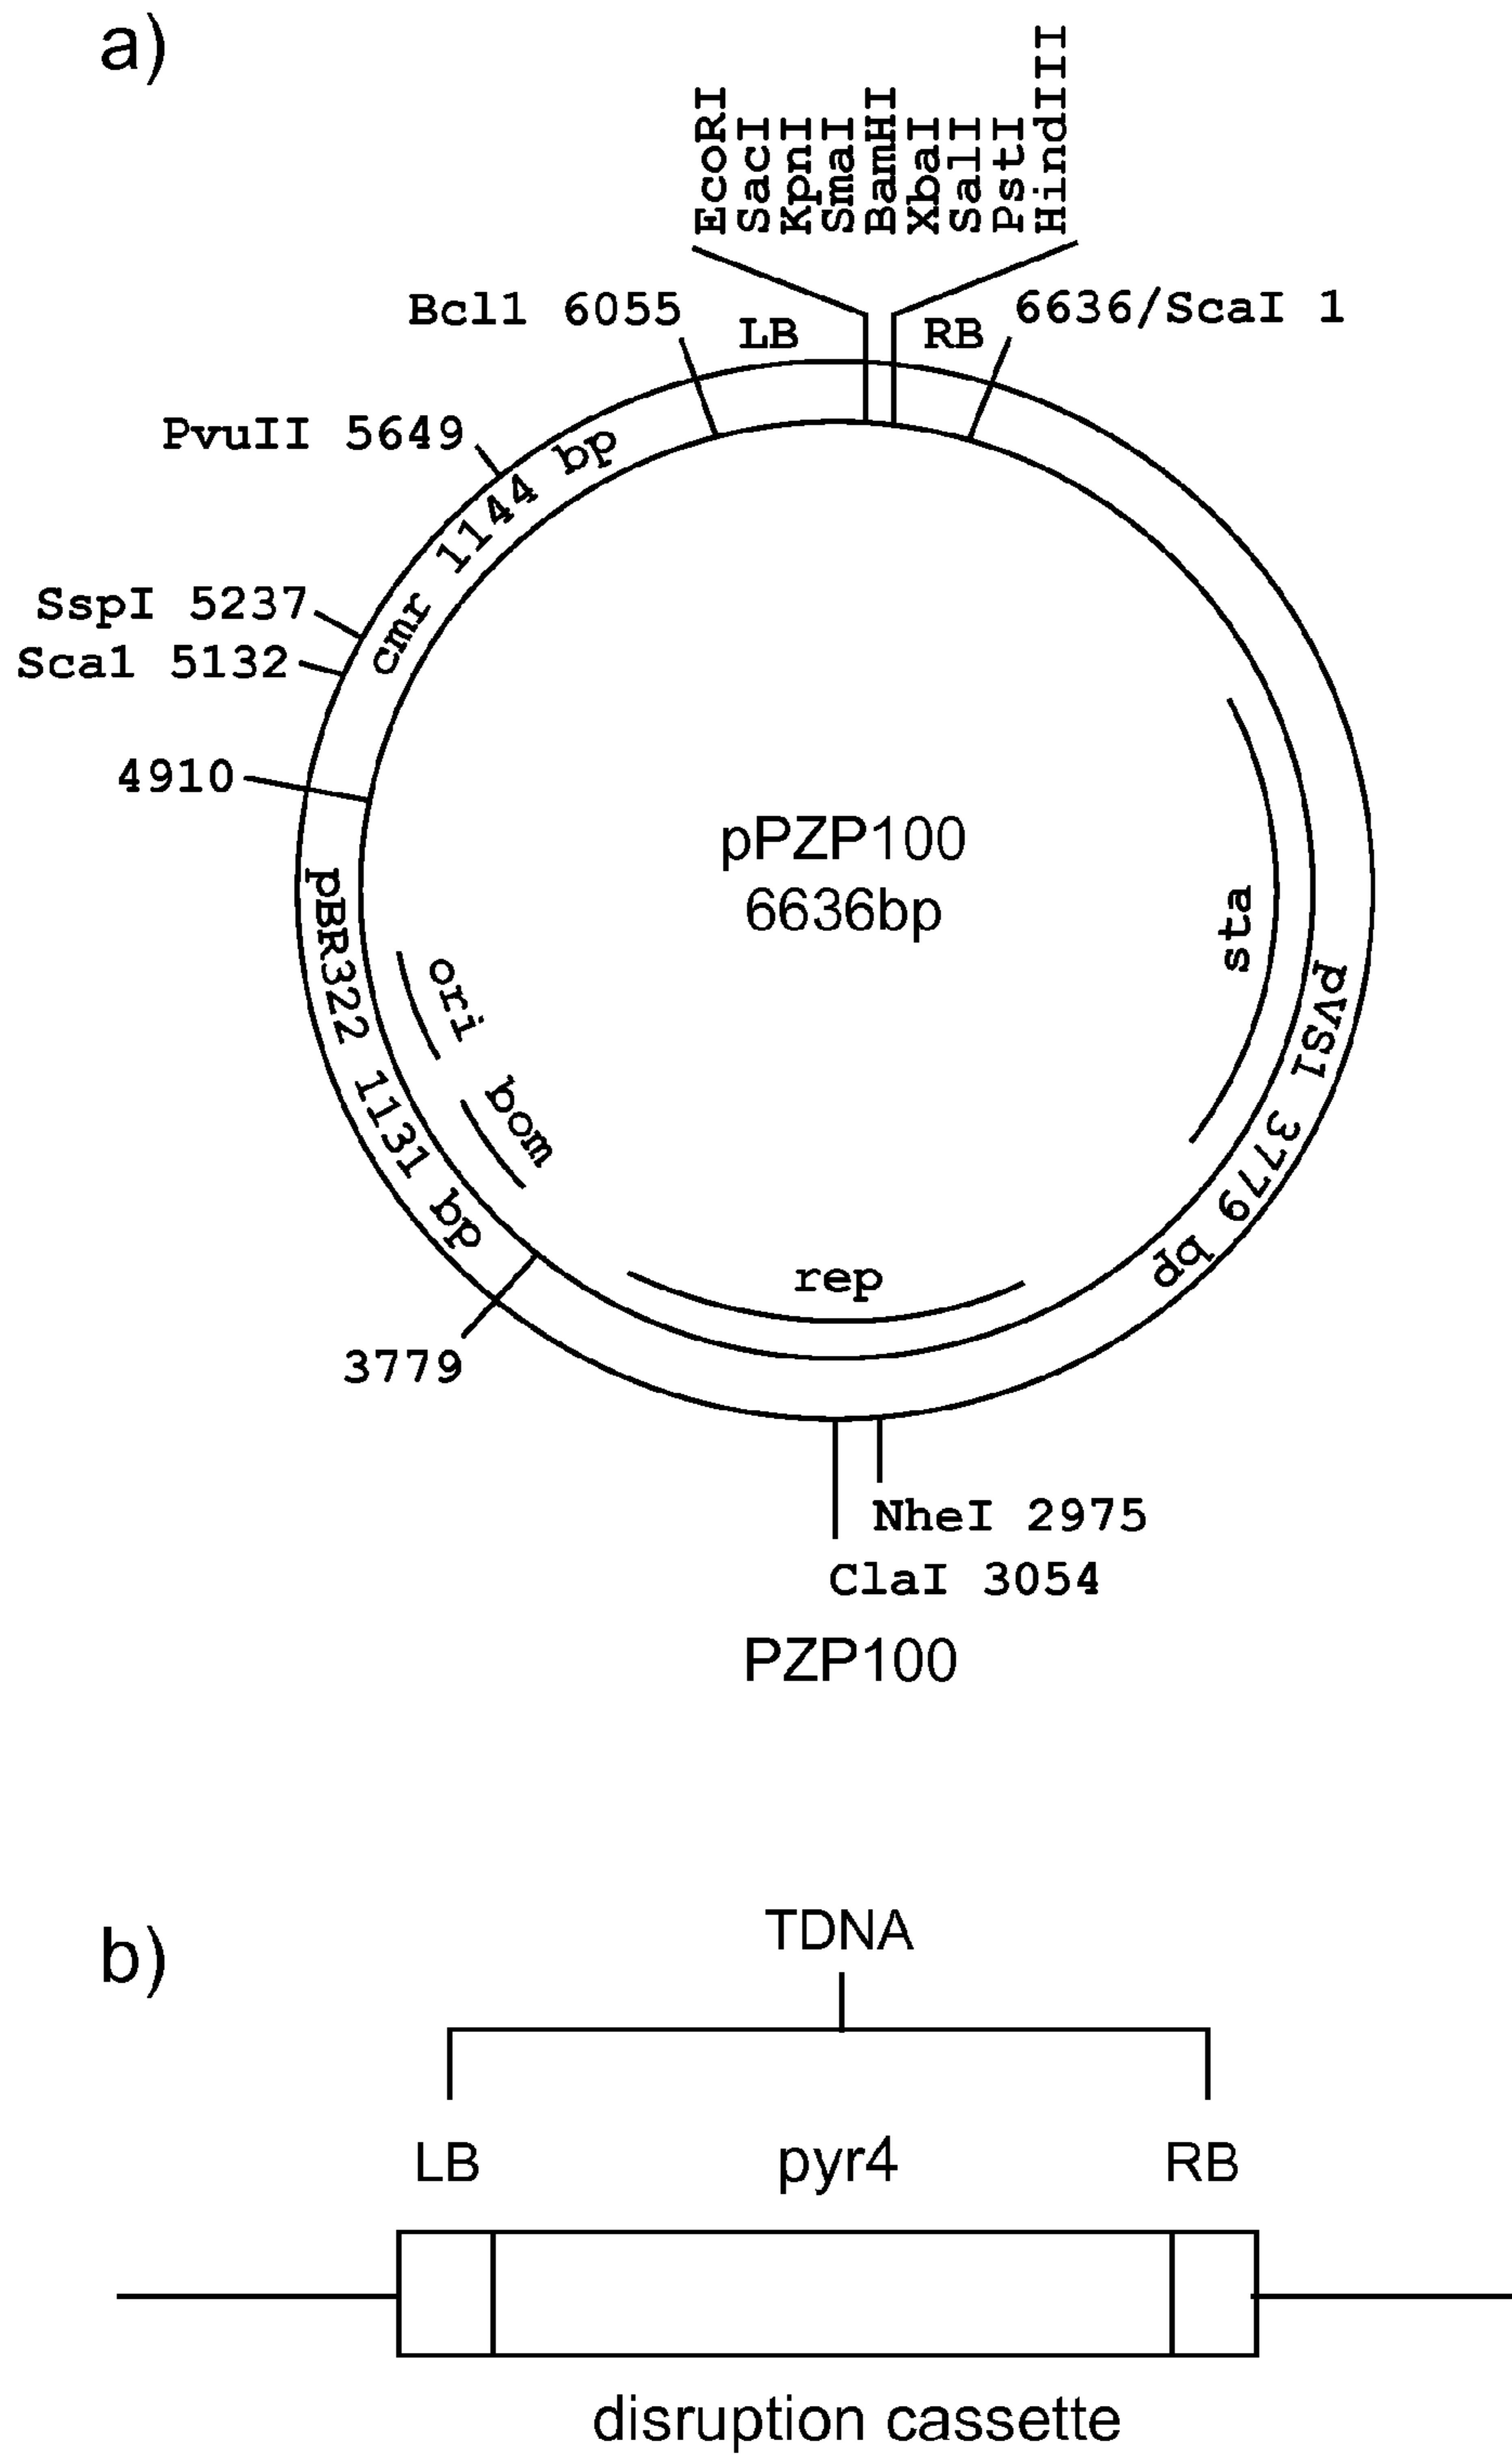 a)
EcoRI
SacI
KpnI
SmaI
BamHI
XbaI
SalI
PstI
HindIII
Bcl1 6055
LB
RB
6636/ScaI 1
PvuII 5649
cmr 1144 bp
SspI 5237
Sca1 5132
4910
pPZP100
6636bp
sta
pVS1 3779 bp
pBR322 1131 bp
ori
bom
rep
3779
NheI 2975
ClaI 3054
PZP100
b)
TDNA
LB
pyr4
RB
disruption cassette